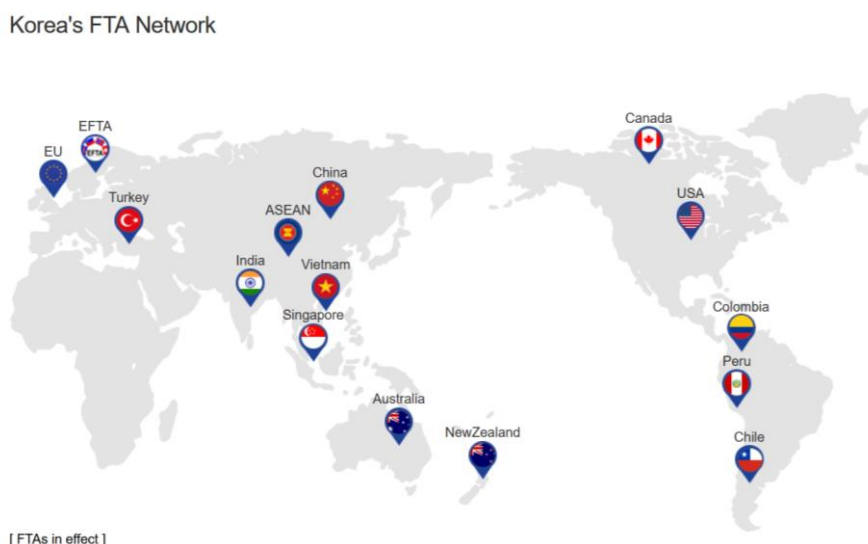 Korea's FTA Network
EFTA
EFTA
EU
Turkey
China
ASEAN
India
Vietnam
Singapore
Australia
NewZealand
Canada
USA
Colombia
Peru
Chile
[ FTAs in effect ]